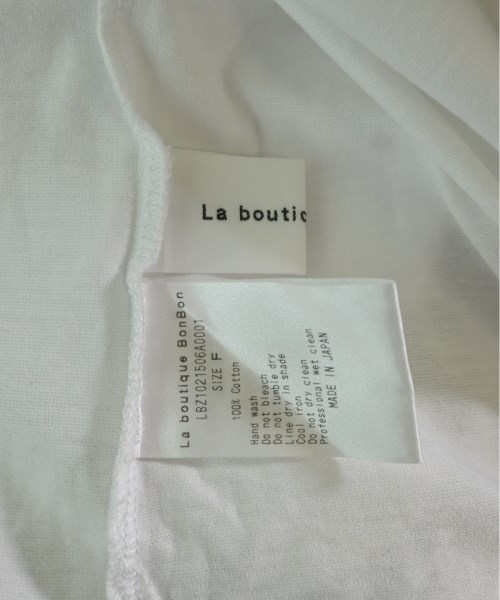 La boutic
La boutique BonBon
LBZ1021506A0001
SIZE F
100% Cotton
Hand wash
Do not bleach
Do not tumble dry
Line dry in shade
Cool iron
Do not dry clean
Professional wet clean
MADE IN JAPAN